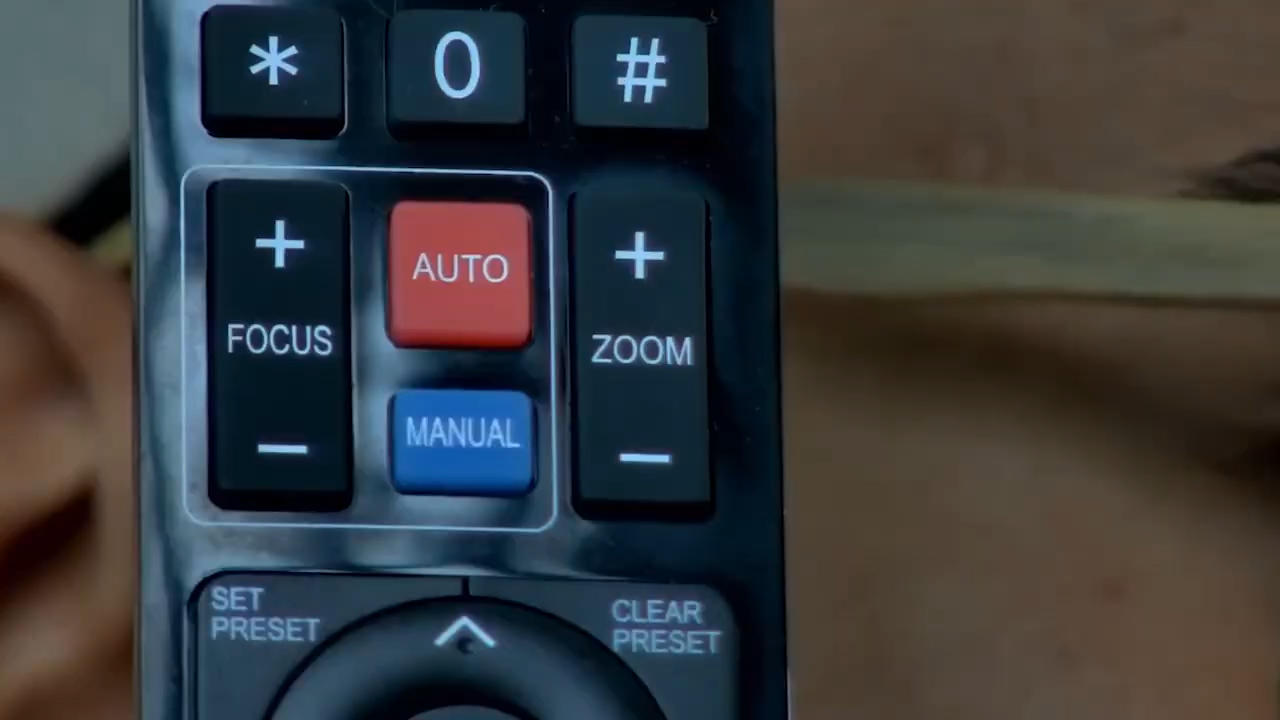 * 0 #
+ AUTO +
FOCUS ZOOM
MANUAL
- -
SET CLEAR
PRESET PRESET